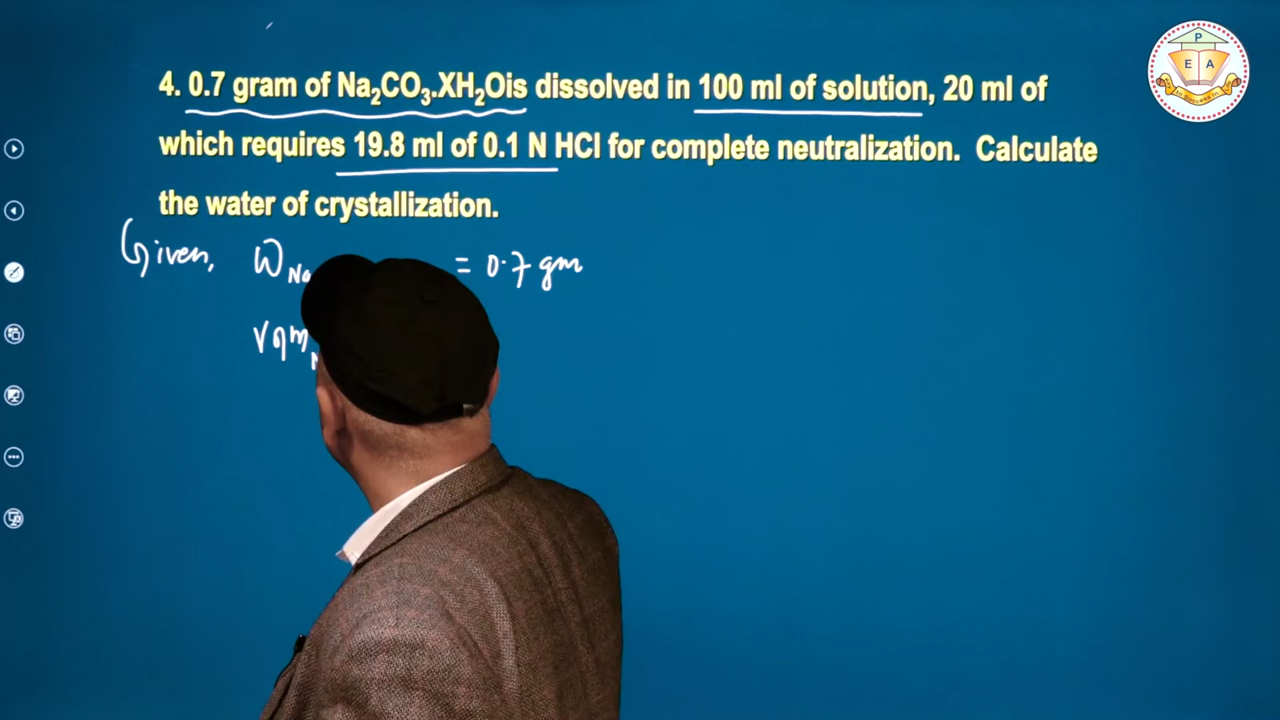 4. 0.7 gram of Na₂CO₃.XH₂Ois dissolved in 100 ml of solution, 20 ml of
which requires 19.8 ml of 0.1 N HCl for complete neutralization. Calculate
the water of crystallization.
Given, W Na = 0.7 gm
P
E A